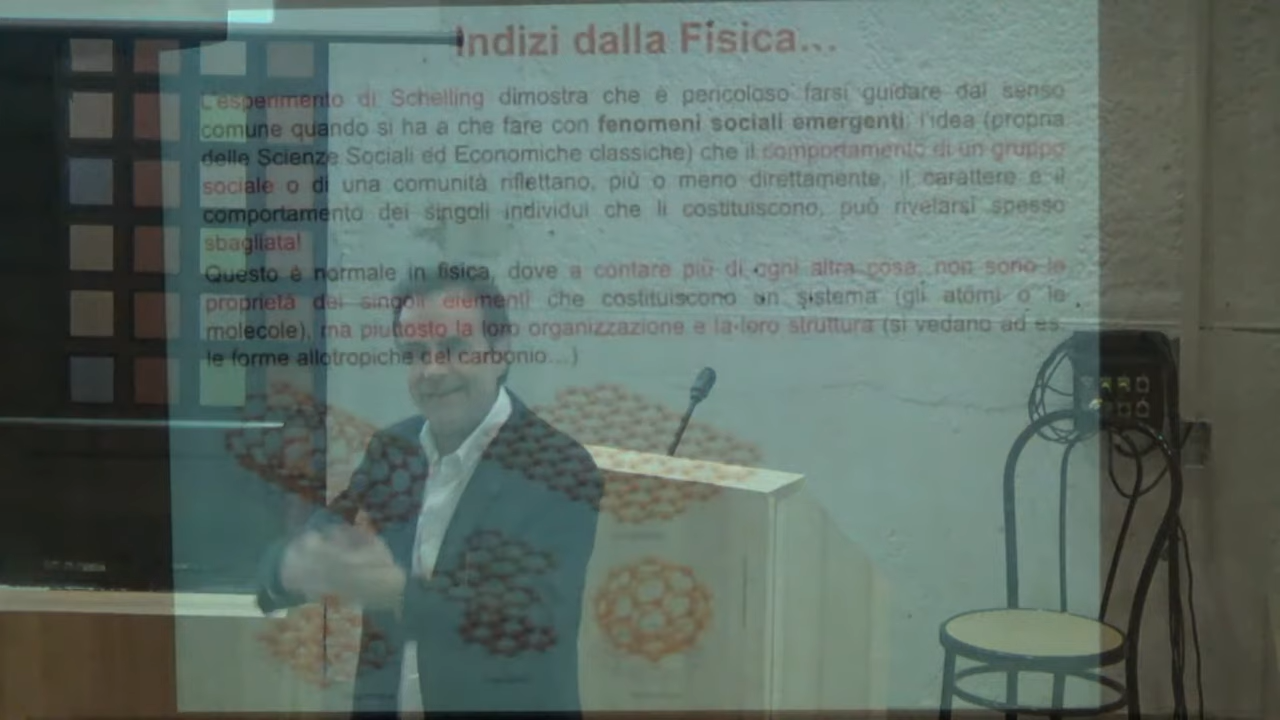 Indizi dalla Fisica...
L'esperimento di Schelling dimostra che è pericoloso farsi guidare dal senso
comune quando si ha a che fare con fenomeni sociali emergenti: l'idea (propria
delle Scienze Sociali ed Economiche classiche) che il comportamento di un gruppo
sociale o di una comunità riflettano, più o meno direttamente, il carattere e il
comportamento dei singoli individui che li costituiscono, può rivelarsi spesso
sbagliata!
Questo è normale in fisica, dove a contare più di ogni altra cosa, non sono le
proprietà dei singoli elementi che costituiscono un sistema (gli atomi o le
molecole), ma piuttosto la loro organizzazione e la loro struttura (si vedano ad es.
le forme allotropiche del carbonio...)